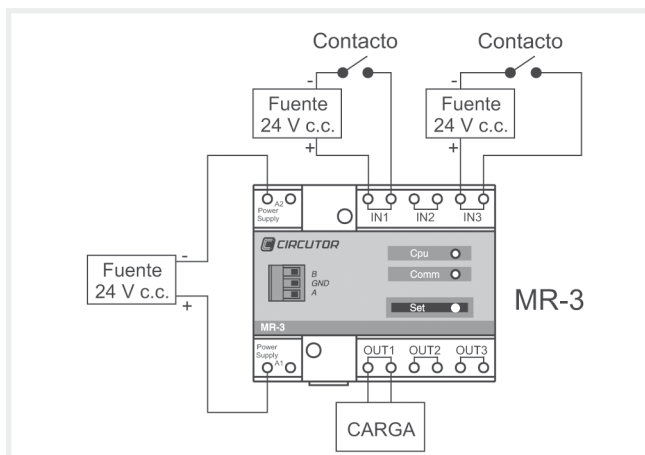 Contacto
Contacto
-
-
Fuente
24 V c.c.
Fuente
24 V c.c.
+
+
A2
Power
Supply
IN1
IN2
IN3
CIRCUTOR
Cpu
Comm
B
GND
A
Set
MR-3
MR-3
Fuente
24 V c.c.
-
+
Power
Supply
A1
OUT1
OUT2
OUT3
CARGA